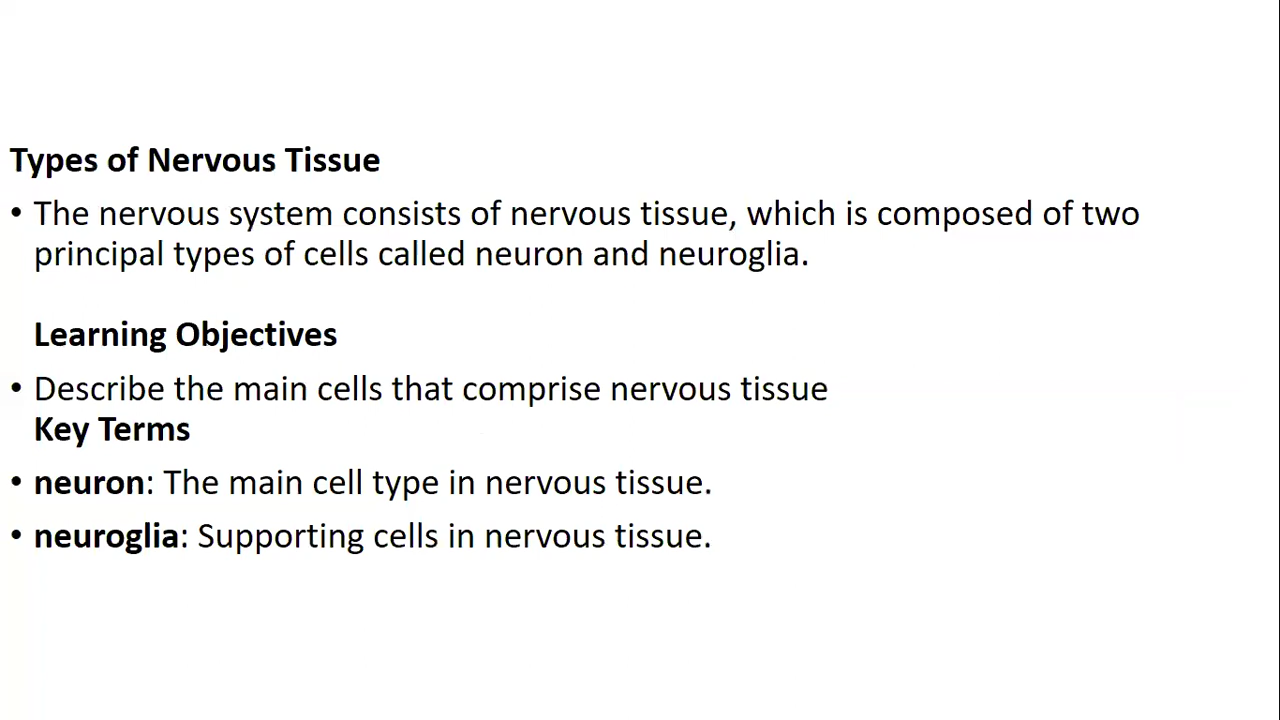 Types of Nervous Tissue
• The nervous system consists of nervous tissue, which is composed of two
principal types of cells called neuron and neuroglia.
Learning Objectives
• Describe the main cells that comprise nervous tissue
Key Terms
• neuron: The main cell type in nervous tissue.
• neuroglia: Supporting cells in nervous tissue.